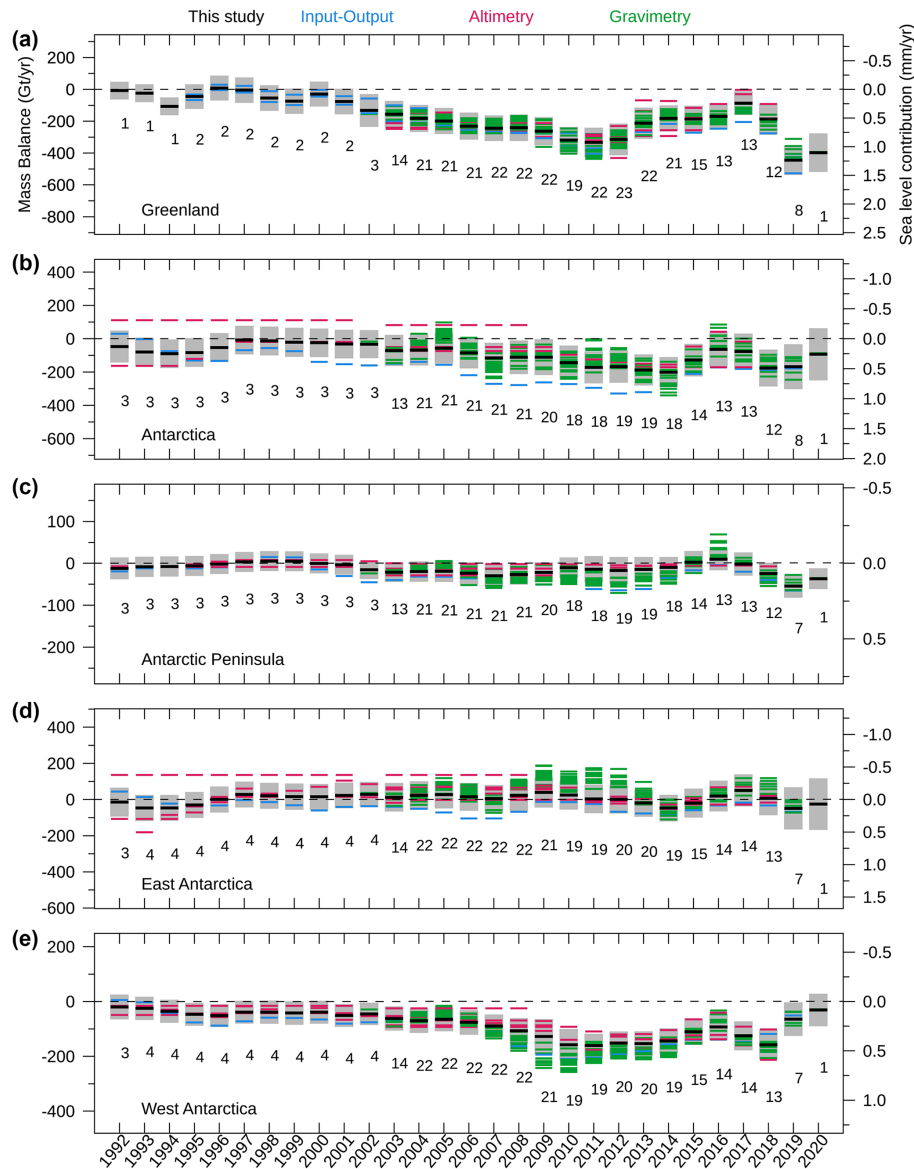 This study Input-Output Altimetry Gravimetry
(a)
Mass Balance (Gt/yr)
Sea level contribution (mm/yr)
200
0
-200
-400
-600
-800
-0.5
0.0
0.5
1.0
1.5
2.0
2.5
1 1 1 2 2 2 2 2 2 2 3 14 21 21 21 22 22 22 19 22 23 22 21 15 13 13 12 8 1
Greenland
(b)
400
200
0
-200
-400
-600
-1.0
-0.5
0.0
0.5
1.0
1.5
2.0
3 3 3 3 3 3 3 3 3 3 3 13 21 21 21 21 21 20 18 18 19 19 18 14 13 13 12 8 1
Antarctica
(c)
100
0
-100
-200
-0.5
0.0
0.5
3 3 3 3 3 3 3 3 3 3 3 13 21 21 21 21 21 20 18 18 19 19 18 14 13 13 12 7 1
Antarctic Peninsula
(d)
400
200
0
-200
-400
-600
-1.0
-0.5
0.0
0.5
1.0
1.5
3 4 4 4 4 4 4 4 4 4 4 14 22 22 22 22 22 21 19 19 20 20 19 15 14 14 13 7 1
East Antarctica
(e)
200
0
-200
-400
-0.5
0.0
0.5
1.0
3 4 4 4 4 4 4 4 4 4 4 14 22 22 22 22 22 21 19 19 20 20 19 15 14 14 13 7 1
West Antarctica
1992 1993 1994 1995 1996 1997 1998 1999 2000 2001 2002 2003 2004 2005 2006 2007 2008 2009 2010 2011 2012 2013 2014 2015 2016 2017 2018 2019 2020